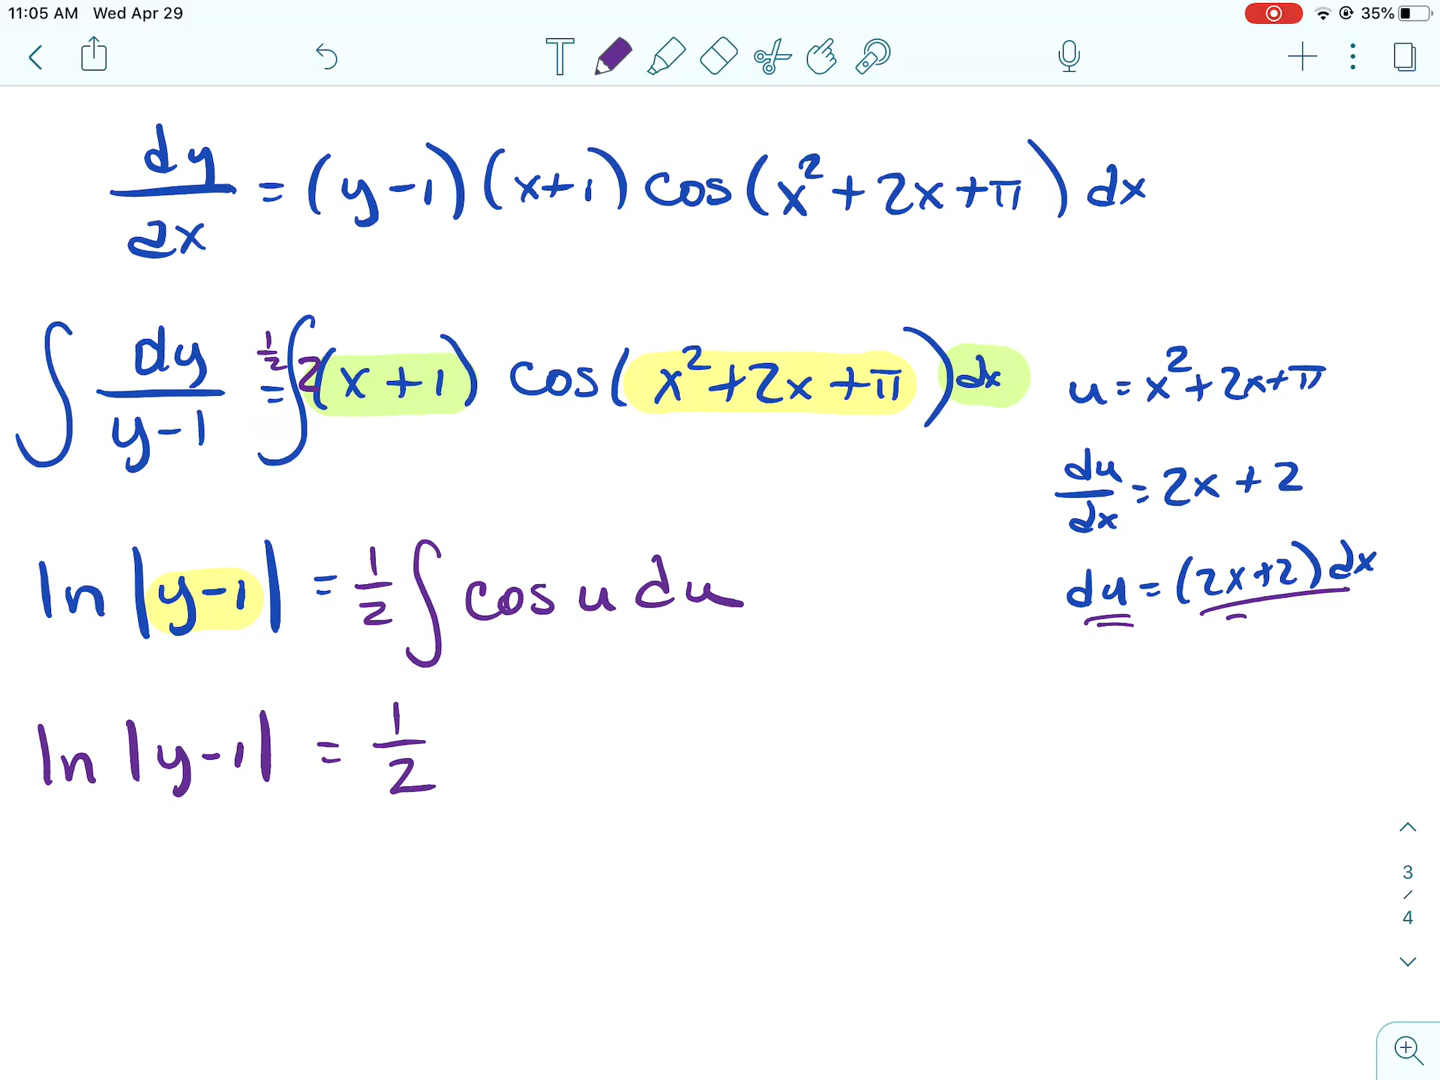 11:05 AM Wed Apr 29 35%
dy/dx = (y-1)(x+1) cos(x²+2x+π) dx
∫ dy/(y-1) = ½ ∫ 2(x+1) cos(x²+2x+π) dx
u = x²+2x+π
du/dx = 2x+2
du = (2x+2)dx
ln|y-1| = ½ ∫ cos u du
ln|y-1| = ½
3
/
4